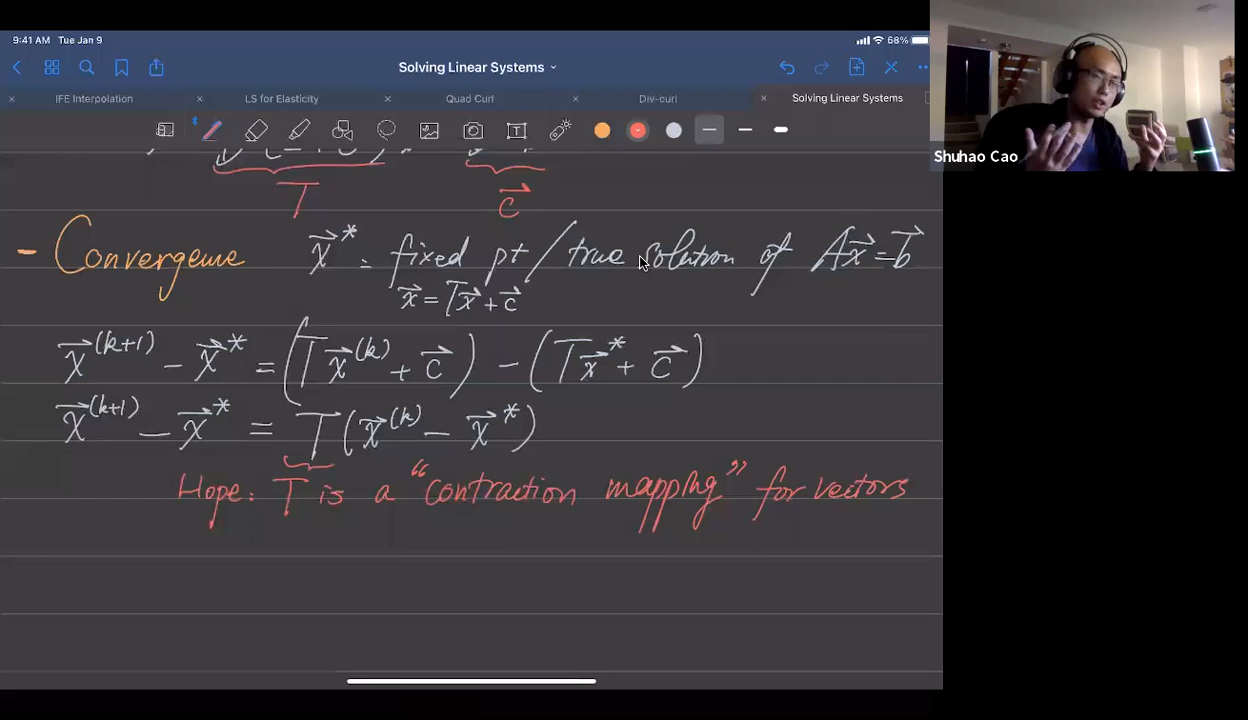 9:41 AM Tue Jan 9
68%
Solving Linear Systems
IFE Interpolation
LS for Elasticity
Quad Curl
Div-curl
Solving Linear Systems
Shuhao Cao
T
c⃗
- Convergence x⃗* = fixed pt/true solution of Ax⃗=b⃗
x⃗ = Tx⃗ + c⃗
x⃗^(k+1) - x⃗* = (Tx⃗^(k) + c⃗) - (Tx⃗* + c⃗)
x⃗^(k+1) - x⃗* = T(x⃗^(k) - x⃗*)
Hope: T is a "contraction mapping" for vectors